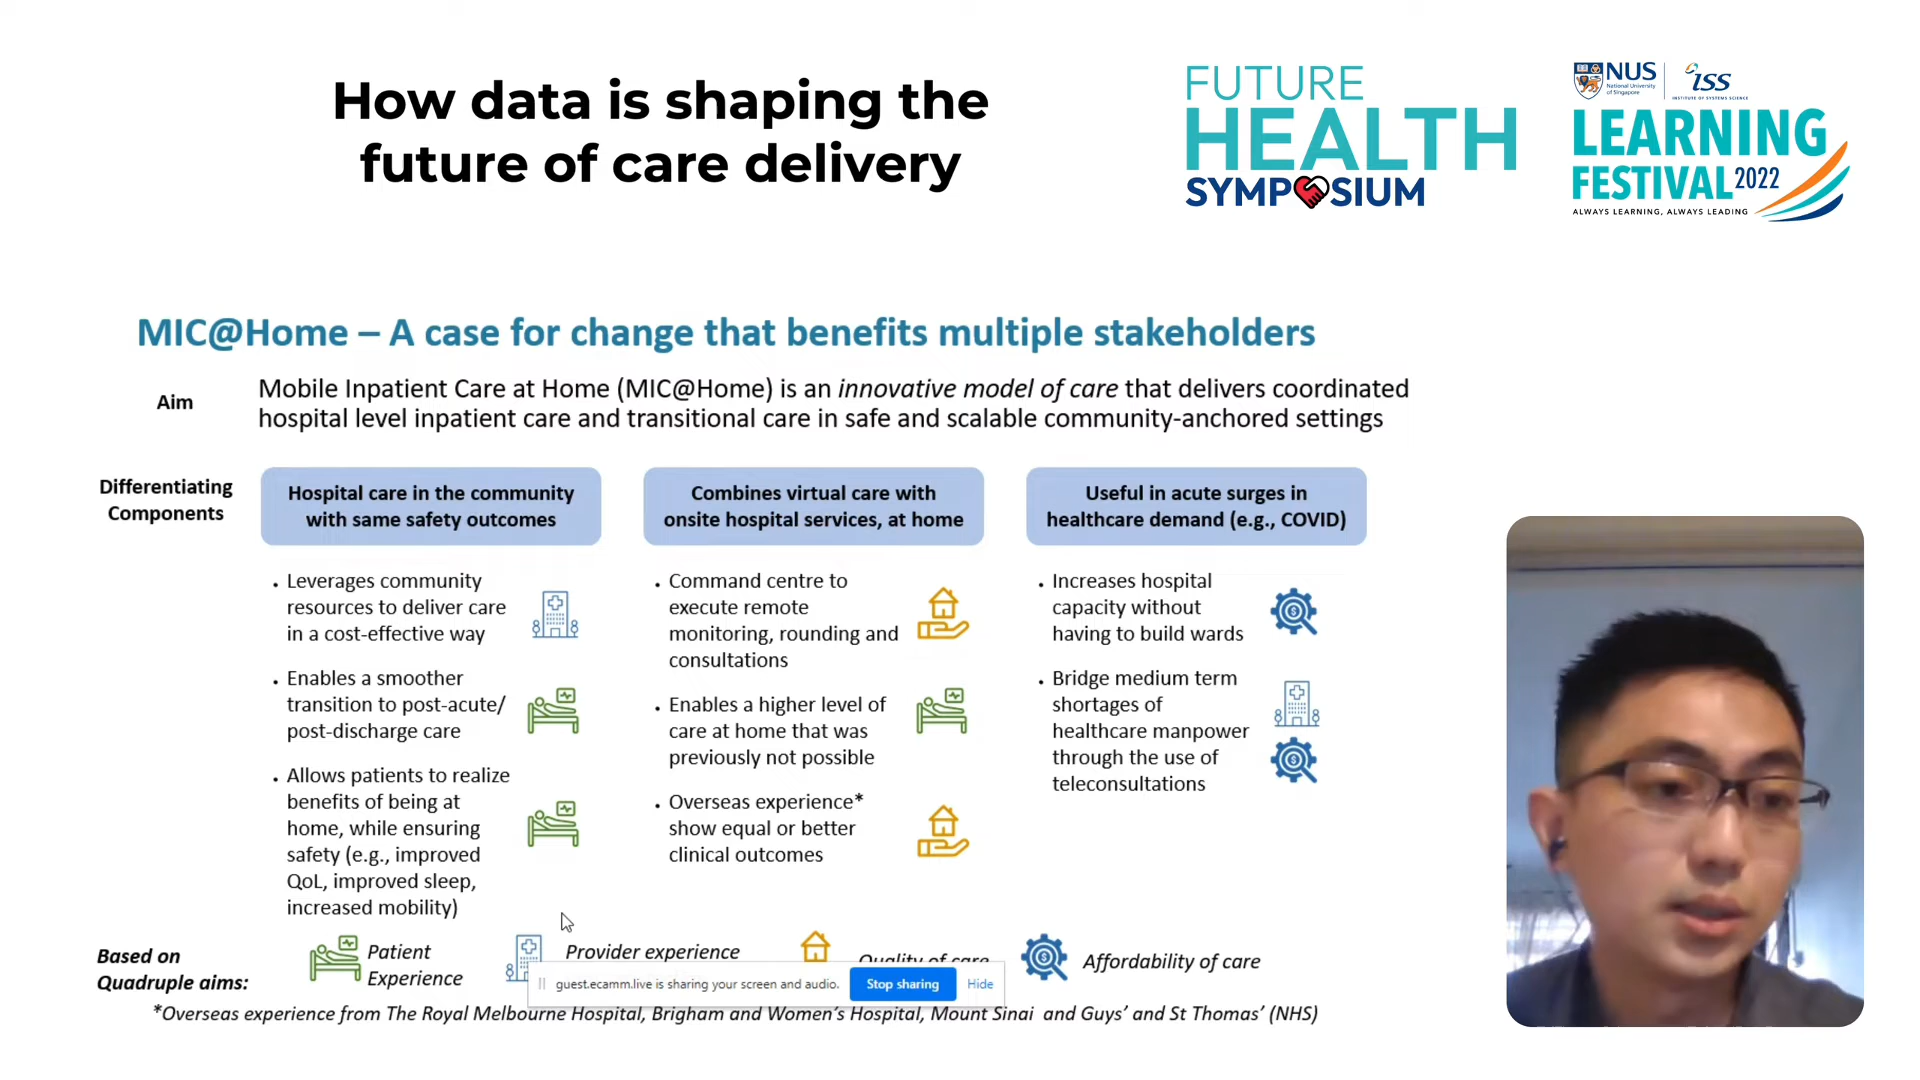 How data is shaping the
future of care delivery
FUTURE
HEALTH
SYMPOSIUM
NUS
National University
of Singapore
iss
INSTITUTE OF SYSTEMS SCIENCE
LEARNING
FESTIVAL 2022
ALWAYS LEARNING, ALWAYS LEADING
MIC@Home – A case for change that benefits multiple stakeholders
Aim
Mobile Inpatient Care at Home (MIC@Home) is an innovative model of care that delivers coordinated
hospital level inpatient care and transitional care in safe and scalable community-anchored settings
Differentiating
Components
Hospital care in the community
with same safety outcomes
• Leverages community
resources to deliver care
in a cost-effective way
• Enables a smoother
transition to post-acute/
post-discharge care
• Allows patients to realize
benefits of being at
home, while ensuring
safety (e.g., improved
QoL, improved sleep,
increased mobility)
Combines virtual care with
onsite hospital services, at home
• Command centre to
execute remote
monitoring, rounding and
consultations
• Enables a higher level of
care at home that was
previously not possible
• Overseas experience*
show equal or better
clinical outcomes
Useful in acute surges in
healthcare demand (e.g., COVID)
• Increases hospital
capacity without
having to build wards
• Bridge medium term
shortages of
healthcare manpower
through the use of
teleconsultations
Based on
Quadruple aims:
Patient
Experience
Provider experience
Quality of care
Affordability of care
guest.ecamm.live is sharing your screen and audio.
Stop sharing
Hide
*Overseas experience from The Royal Melbourne Hospital, Brigham and Women's Hospital, Mount Sinai and Guys' and St Thomas' (NHS)